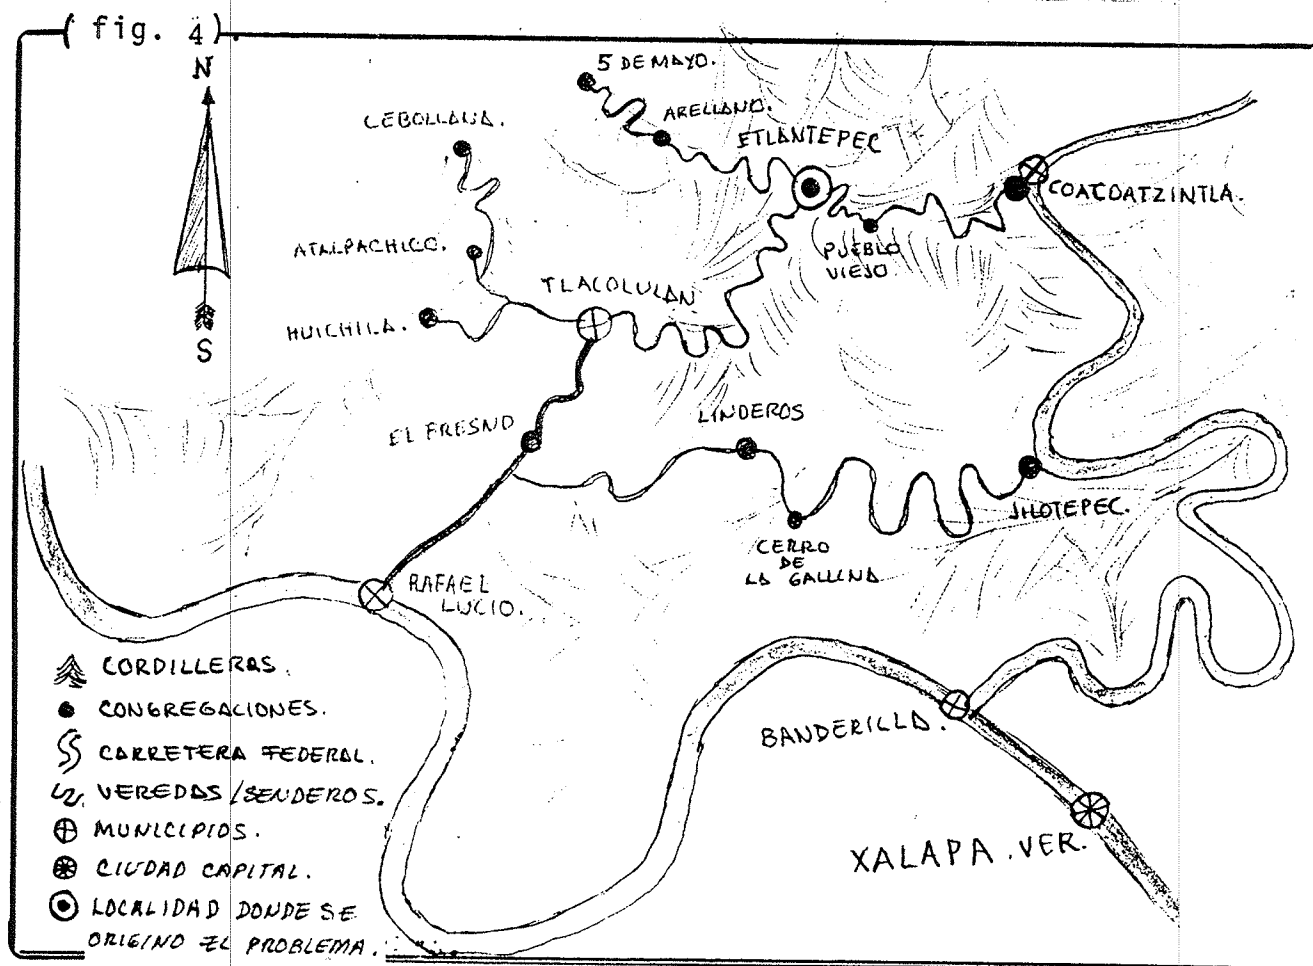 ( fig. 4)
N
S
5 DE MAYO.
ARELLANO.
CEBOLLANA.
ETLANTEPEC
COATOATZINTLA.
PUEBLO
VIEJO
ATALPACHICO.
TLACOLULAN
HUICHILA.
LINDEROS
EL FRESNO
JILOTEPEC.
CERRO
DE
LA GALLINA
RAFAEL
LUCIO.
BANDERILLA.
XALAPA . VER.
CORDILLERAS.
CONGREGACIONES.
CARRETERA FEDERAL.
VEREDAS/SENDEROS.
MUNICIPIOS.
CIUDAD CAPITAL.
LOCALIDAD DONDE SE
ORIGINO EL PROBLEMA.